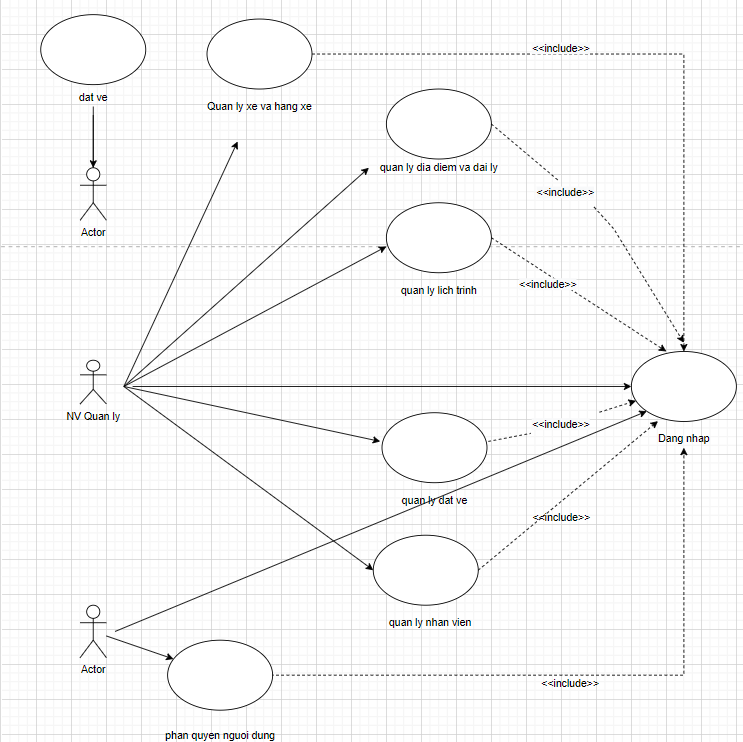 <<include>>
dat ve
Quan ly xe va hang xe
quan ly dia diem va dai ly
<<include>>
Actor
<<include>>
quan ly lich trinh
NV Quan ly
<<include>>
Dang nhap
quan ly dat ve
<<include>>
quan ly nhan vien
Actor
<<include>>
phan quyen nguoi dung